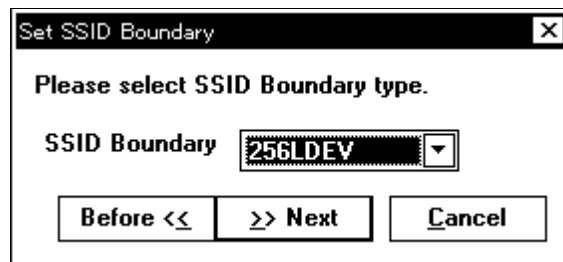 Set SSID Boundary
Please select SSID Boundary type.
SSID Boundary 256LDEV
Before << >> Next Cancel